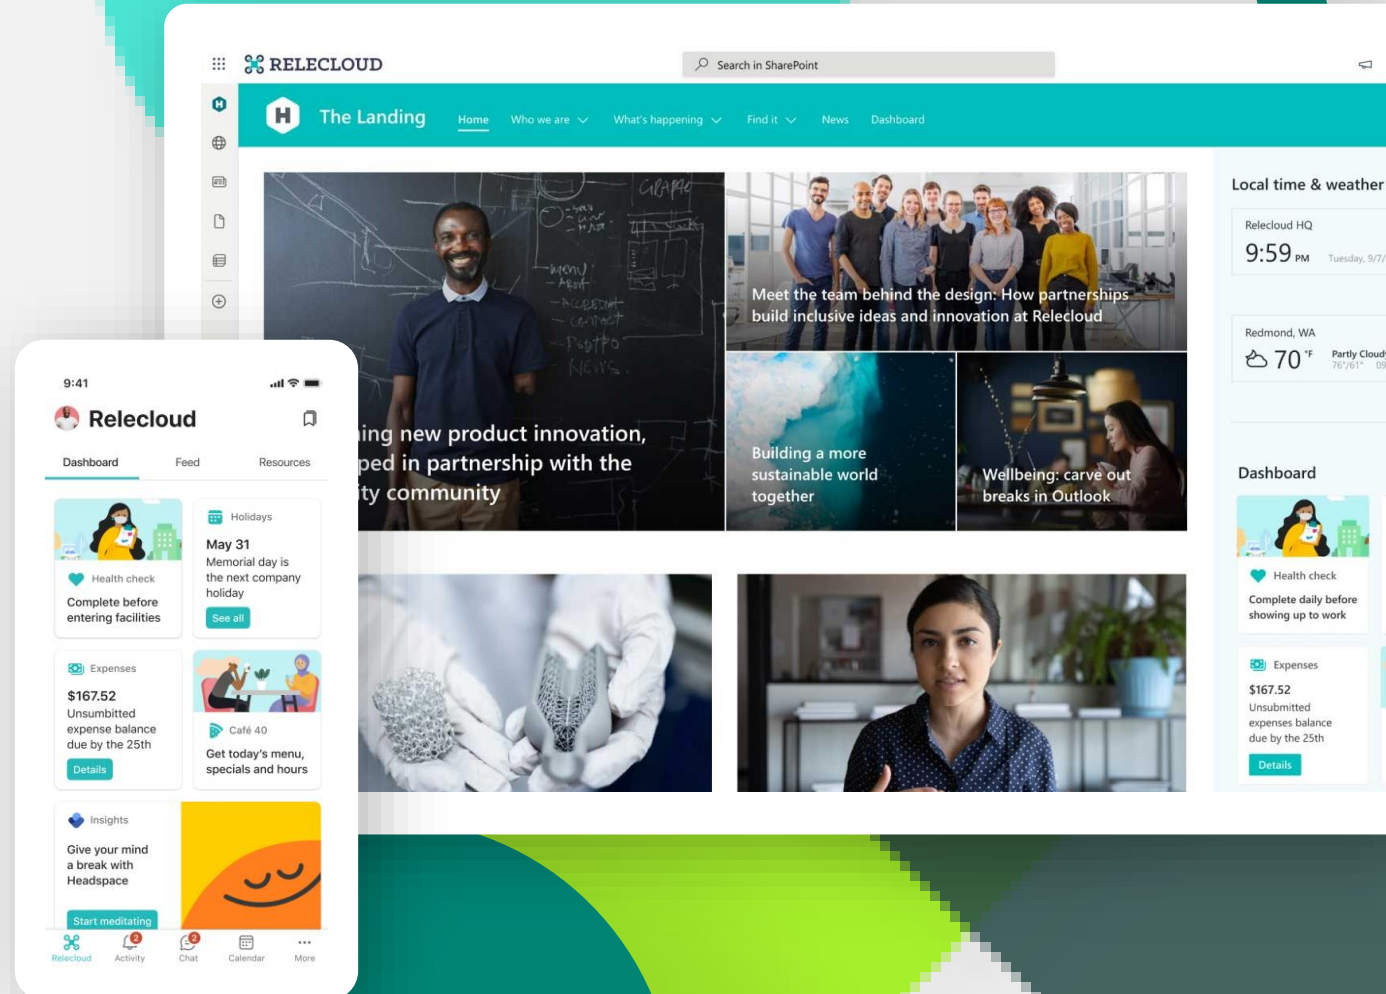 RELECLOUD
Search in SharePoint
H
The Landing
Home
Who we are
What's happening
Find it
News
Dashboard
Meet the team behind the design: How partnerships
build inclusive ideas and innovation at Relecloud
ing new product innovation,
ped in partnership with the
ity community
Building a more
sustainable world
together
Wellbeing: carve out
breaks in Outlook
Local time & weather
Relecloud HQ
9:59 PM
Tuesday, 9/7/
Redmond, WA
70 °F
Partly Cloudy
76°/61°
Dashboard
Health check
Complete daily before
showing up to work
Expenses
$167.52
Unsubmitted
expenses balance
due by the 25th
Details
9:41
Relecloud
Dashboard
Feed
Resources
Health check
Complete before
entering facilities
Holidays
May 31
Memorial day is
the next company
holiday
See all
Expenses
$167.52
Unsumbitted
expense balance
due by the 25th
Details
Café 40
Get today's menu,
specials and hours
Insights
Give your mind
a break with
Headspace
Start meditating
2
2
Relecloud
Activity
Chat
Calendar
More